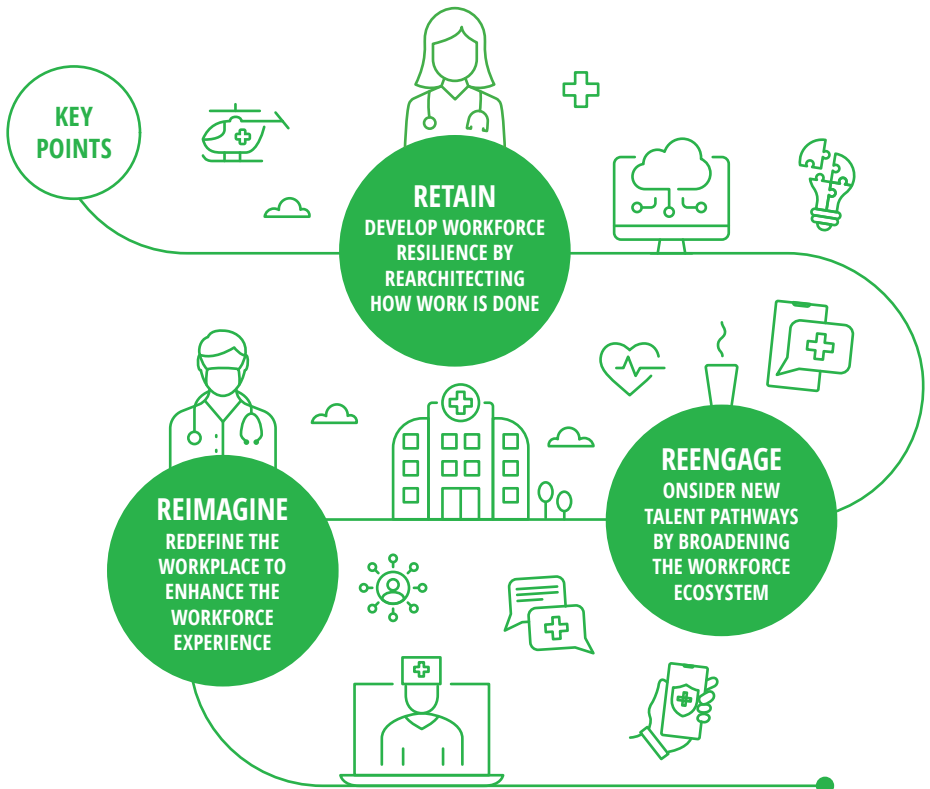 KEY
POINTS
RETAIN
DEVELOP WORKFORCE
RESILIENCE BY
REARCHITECTING
HOW WORK IS DONE
REENGAGE
ONSIDER NEW
TALENT PATHWAYS
BY BROADENING
THE WORKFORCE
ECOSYSTEM
REIMAGINE
REDEFINE THE
WORKPLACE TO
ENHANCE THE
WORKFORCE
EXPERIENCE